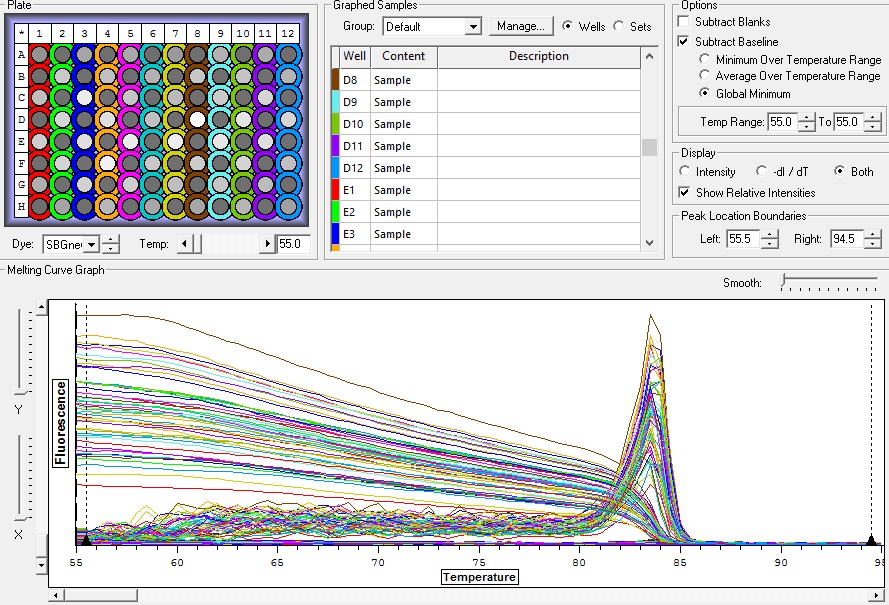 Plate
* 1 2 3 4 5 6 7 8 9 10 11 12
A
B
C
D
E
F
G
H
Dye: SBGne Temp: 55.0
Graphed Samples
Group: Default Manage... Wells Sets
Well Content Description
D8 Sample
D9 Sample
D10 Sample
D11 Sample
D12 Sample
E1 Sample
E2 Sample
E3 Sample
Options
Subtract Blanks
Subtract Baseline
Minimum Over Temperature Range
Average Over Temperature Range
Global Minimum
Temp Range: 55.0 To 55.0
Display
Intensity -dI / dT Both
Show Relative Intensities
Peak Location Boundaries
Left: 55.5 Right: 94.5
Melting Curve Graph
Smooth:
Y
X
Fluorescence
55 60 65 70 75 80 85 90 95
Temperature